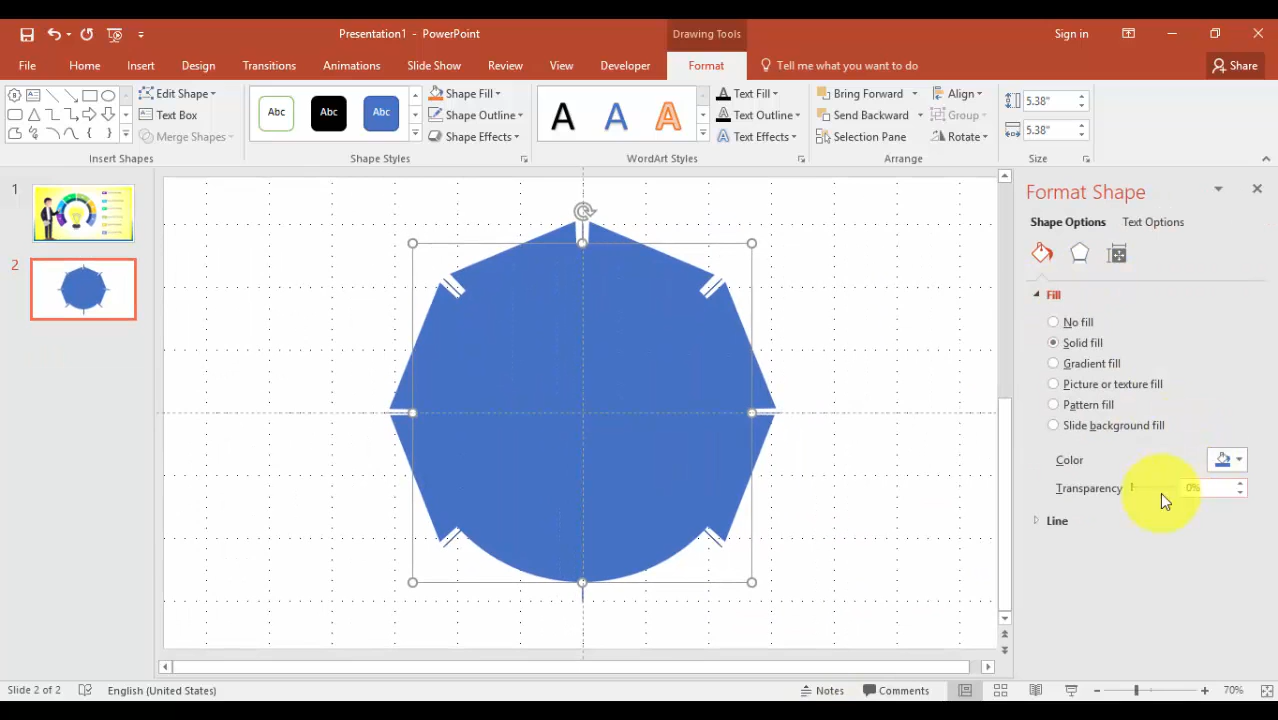 Presentation1 - PowerPoint
Drawing Tools
Sign in
File Home Insert Design Transitions Animations Slide Show Review View Developer Format Tell me what you want to do Share
Edit Shape
Text Box
Merge Shapes
Insert Shapes
Abc Abc Abc
Shape Fill
Shape Outline
Shape Effects
Shape Styles
A A A
Text Fill
Text Outline
Text Effects
WordArt Styles
Bring Forward
Send Backward
Selection Pane
Align
Group
Rotate
Arrange
5.38"
5.38"
Size
1
2
Format Shape
Shape Options Text Options
Fill
No fill
Solid fill
Gradient fill
Picture or texture fill
Pattern fill
Slide background fill
Color
Transparency 0%
Line
Slide 2 of 2 English (United States) Notes Comments 70%